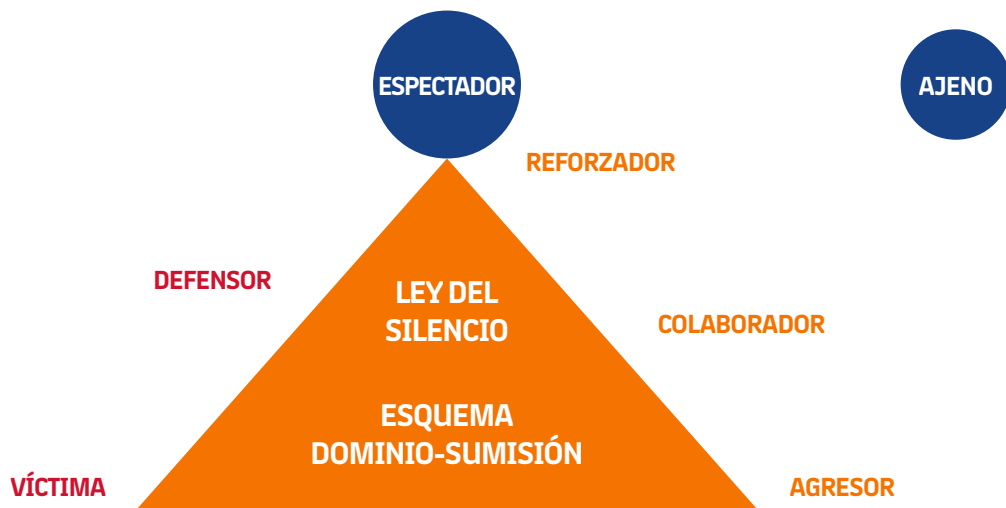 ESPECTADOR
AJENO
REFORZADOR
DEFENSOR
LEY DEL
SILENCIO
COLABORADOR
ESQUEMA
DOMINIO-SUMISIÓN
VÍCTIMA
AGRESOR